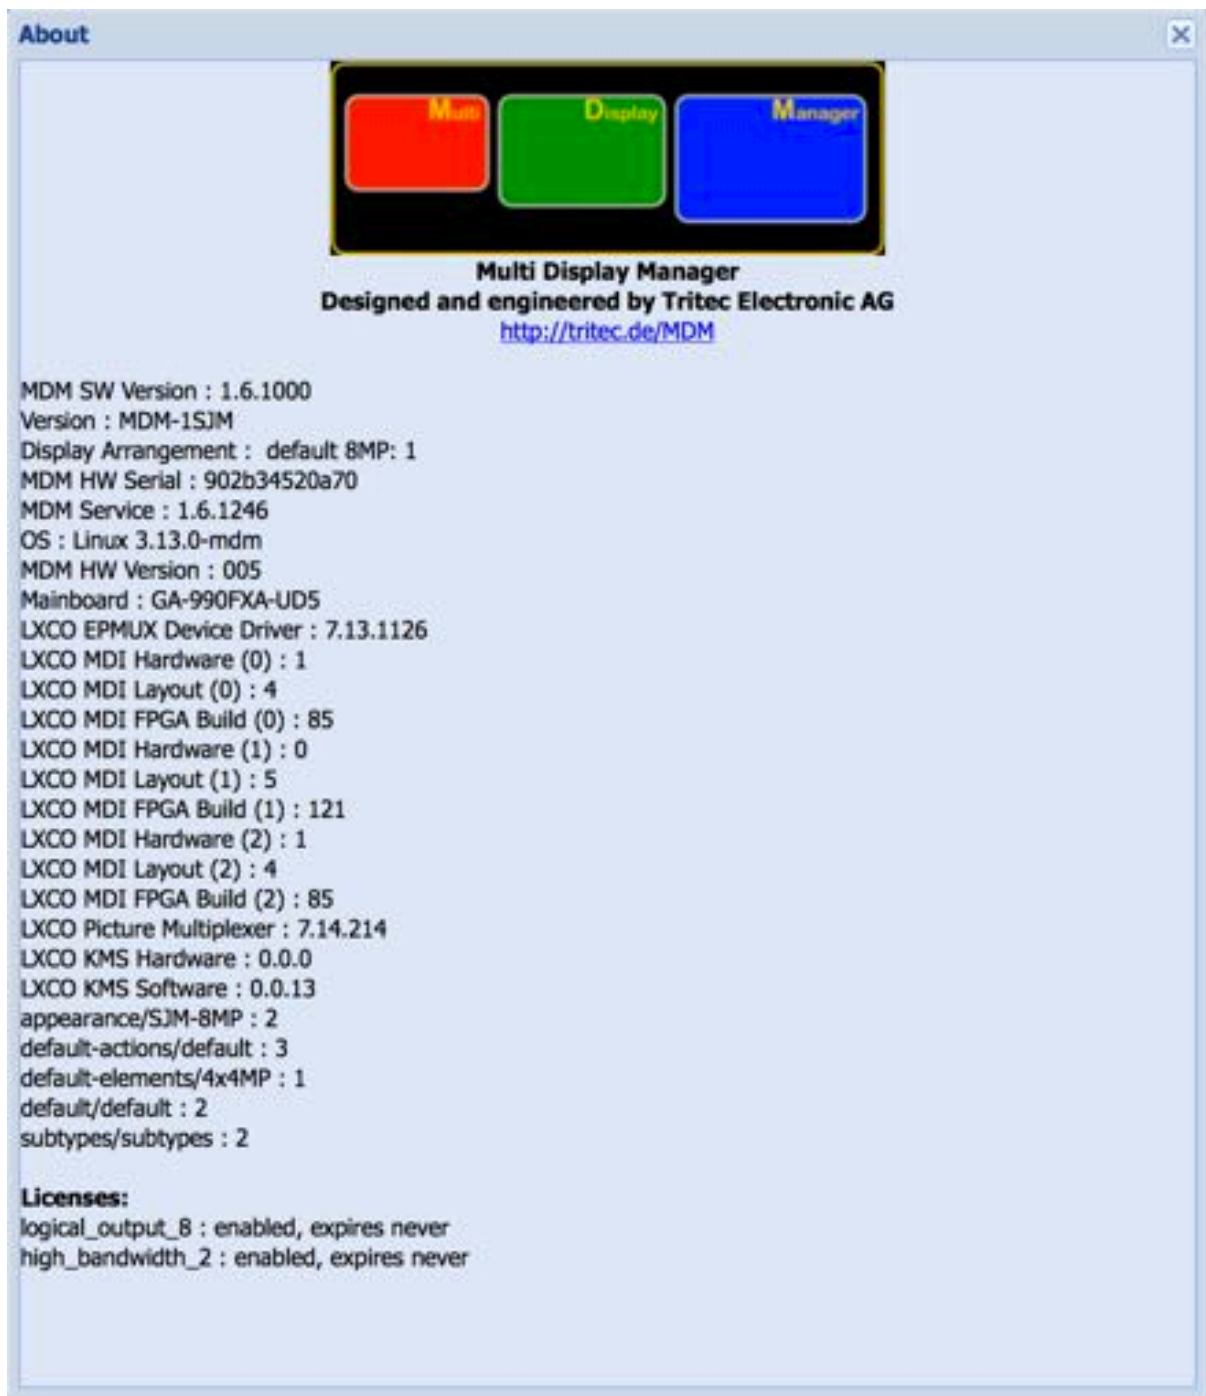 About
Multi Display Manager
Multi Display Manager
Designed and engineered by Tritec Electronic AG
http://tritec.de/MDM
MDM SW Version : 1.6.1000
Version : MDM-1SJM
Display Arrangement :  default 8MP: 1
MDM HW Serial : 902b34520a70
MDM Service : 1.6.1246
OS : Linux 3.13.0-mdm
MDM HW Version : 005
Mainboard : GA-990FXA-UD5
LXCO EPMUX Device Driver : 7.13.1126
LXCO MDI Hardware (0) : 1
LXCO MDI Layout (0) : 4
LXCO MDI FPGA Build (0) : 85
LXCO MDI Hardware (1) : 0
LXCO MDI Layout (1) : 5
LXCO MDI FPGA Build (1) : 121
LXCO MDI Hardware (2) : 1
LXCO MDI Layout (2) : 4
LXCO MDI FPGA Build (2) : 85
LXCO Picture Multiplexer : 7.14.214
LXCO KMS Hardware : 0.0.0
LXCO KMS Software : 0.0.13
appearance/SJM-8MP : 2
default-actions/default : 3
default-elements/4x4MP : 1
default/default : 2
subtypes/subtypes : 2
Licenses:
logical_output_8 : enabled, expires never
high_bandwidth_2 : enabled, expires never